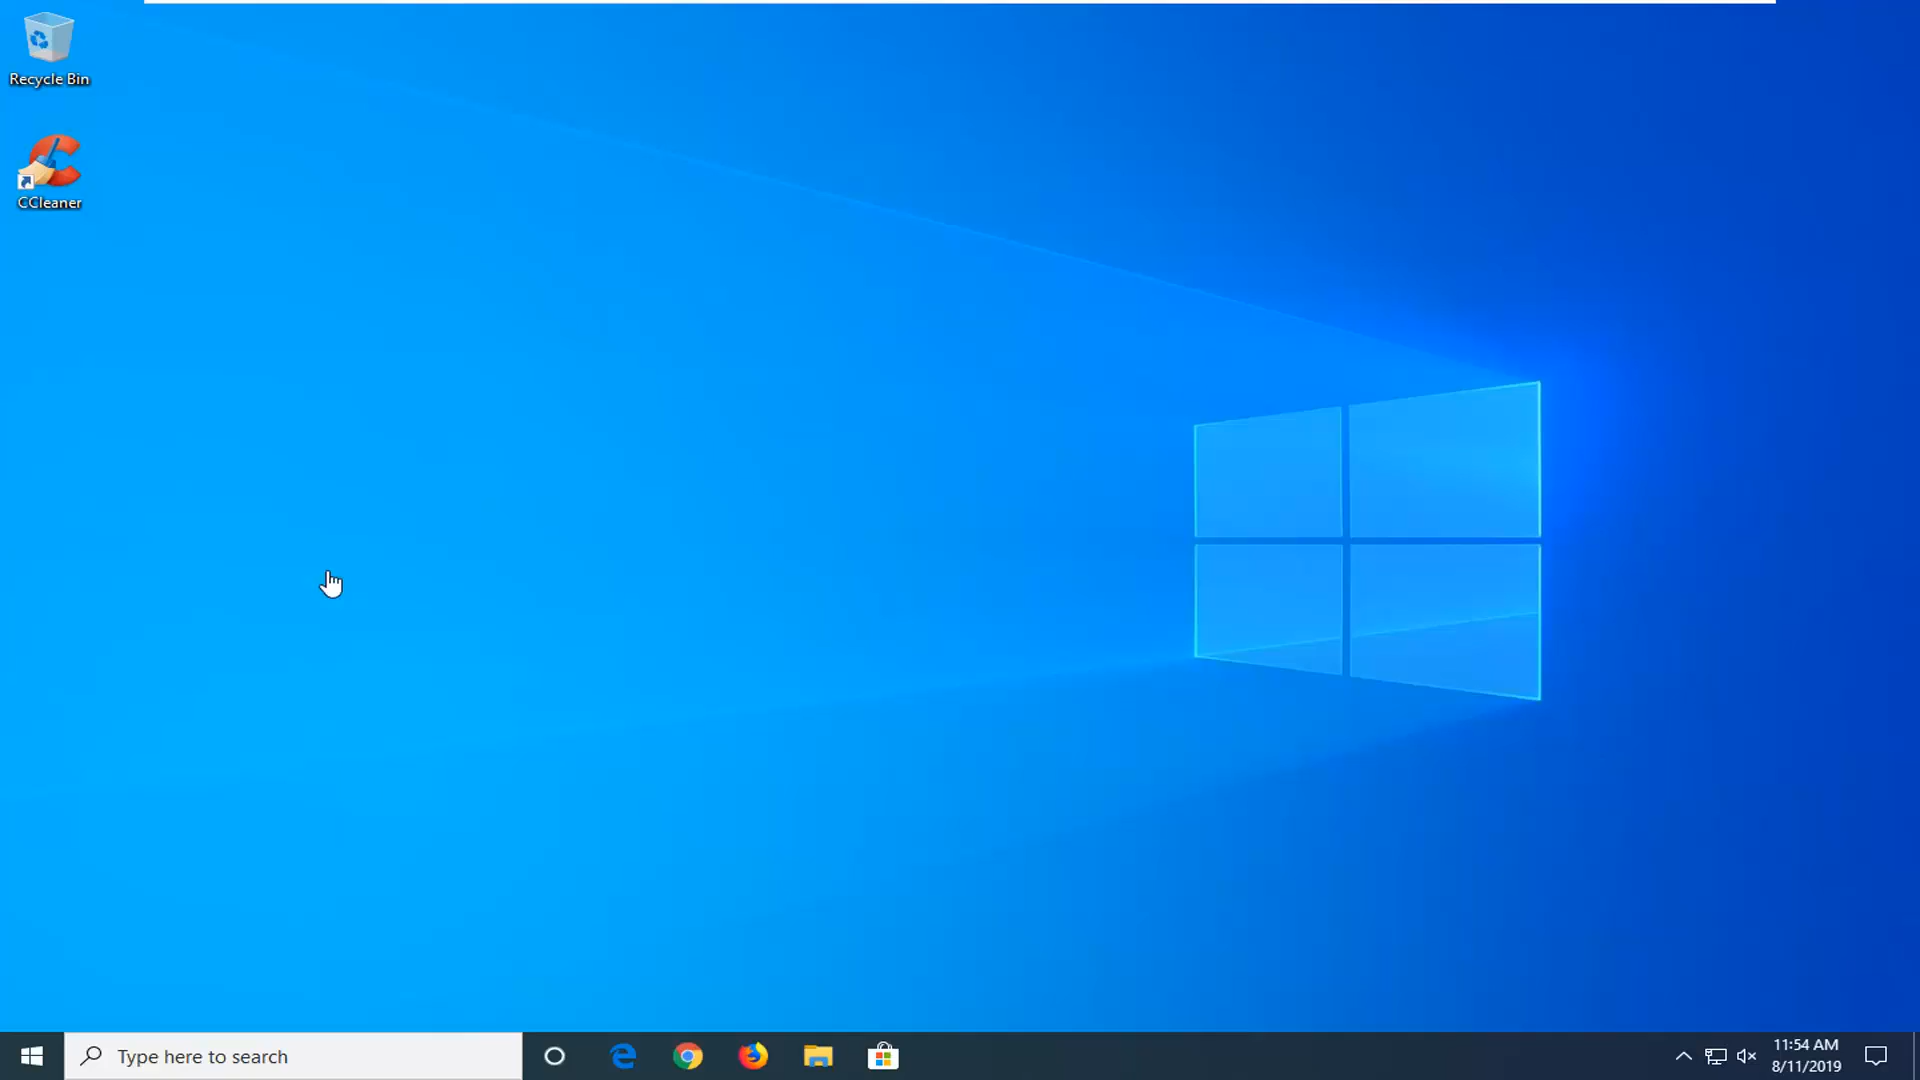 Recycle Bin
CCleaner
Type here to search
11:54 AM
8/11/2019